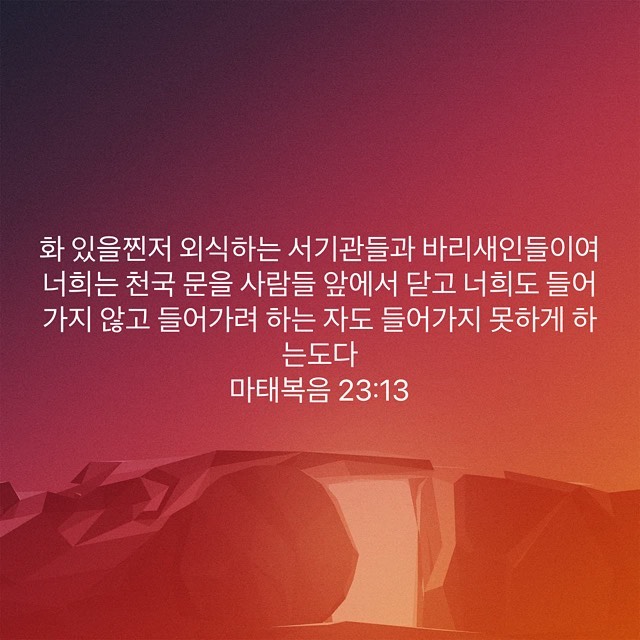 화 있을찐저 외식하는 서기관들과 바리새인들이여
너희는 천국 문을 사람들 앞에서 닫고 너희도 들어
가지 않고 들어가려 하는 자도 들어가지 못하게 하
는도다
마태복음 23:13